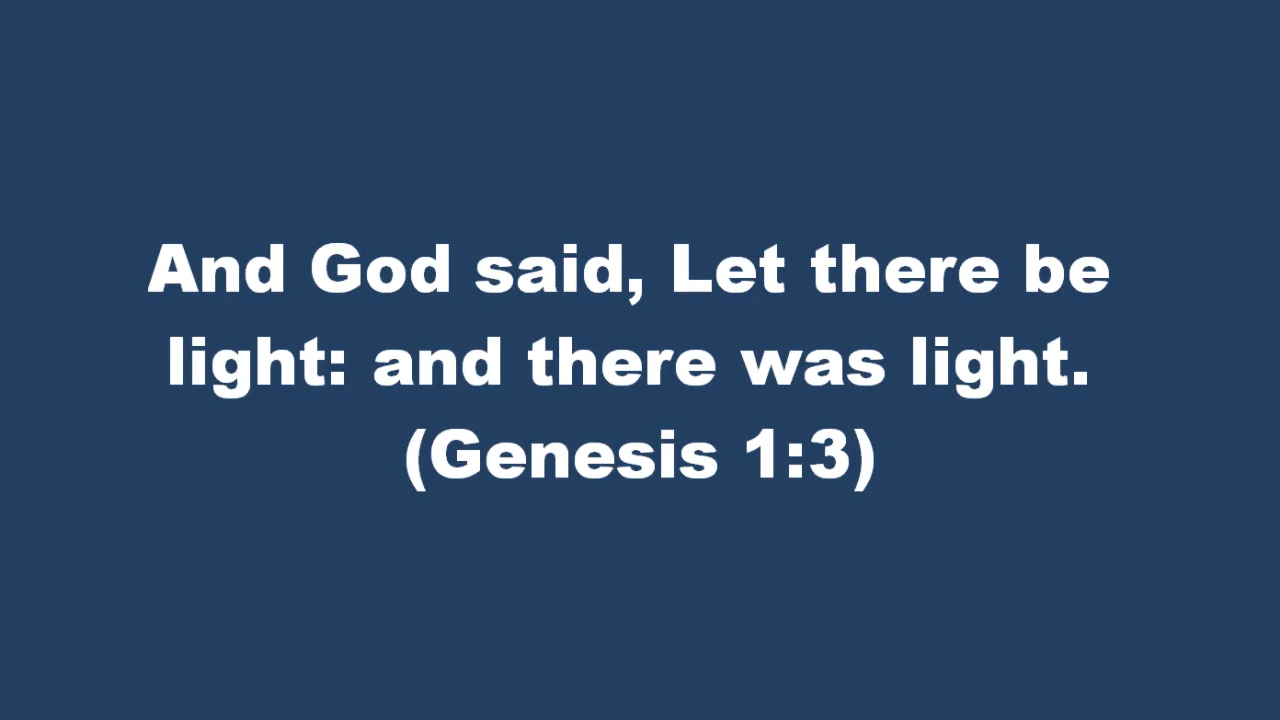 And God said, Let there be
light: and there was light.
(Genesis 1:3)